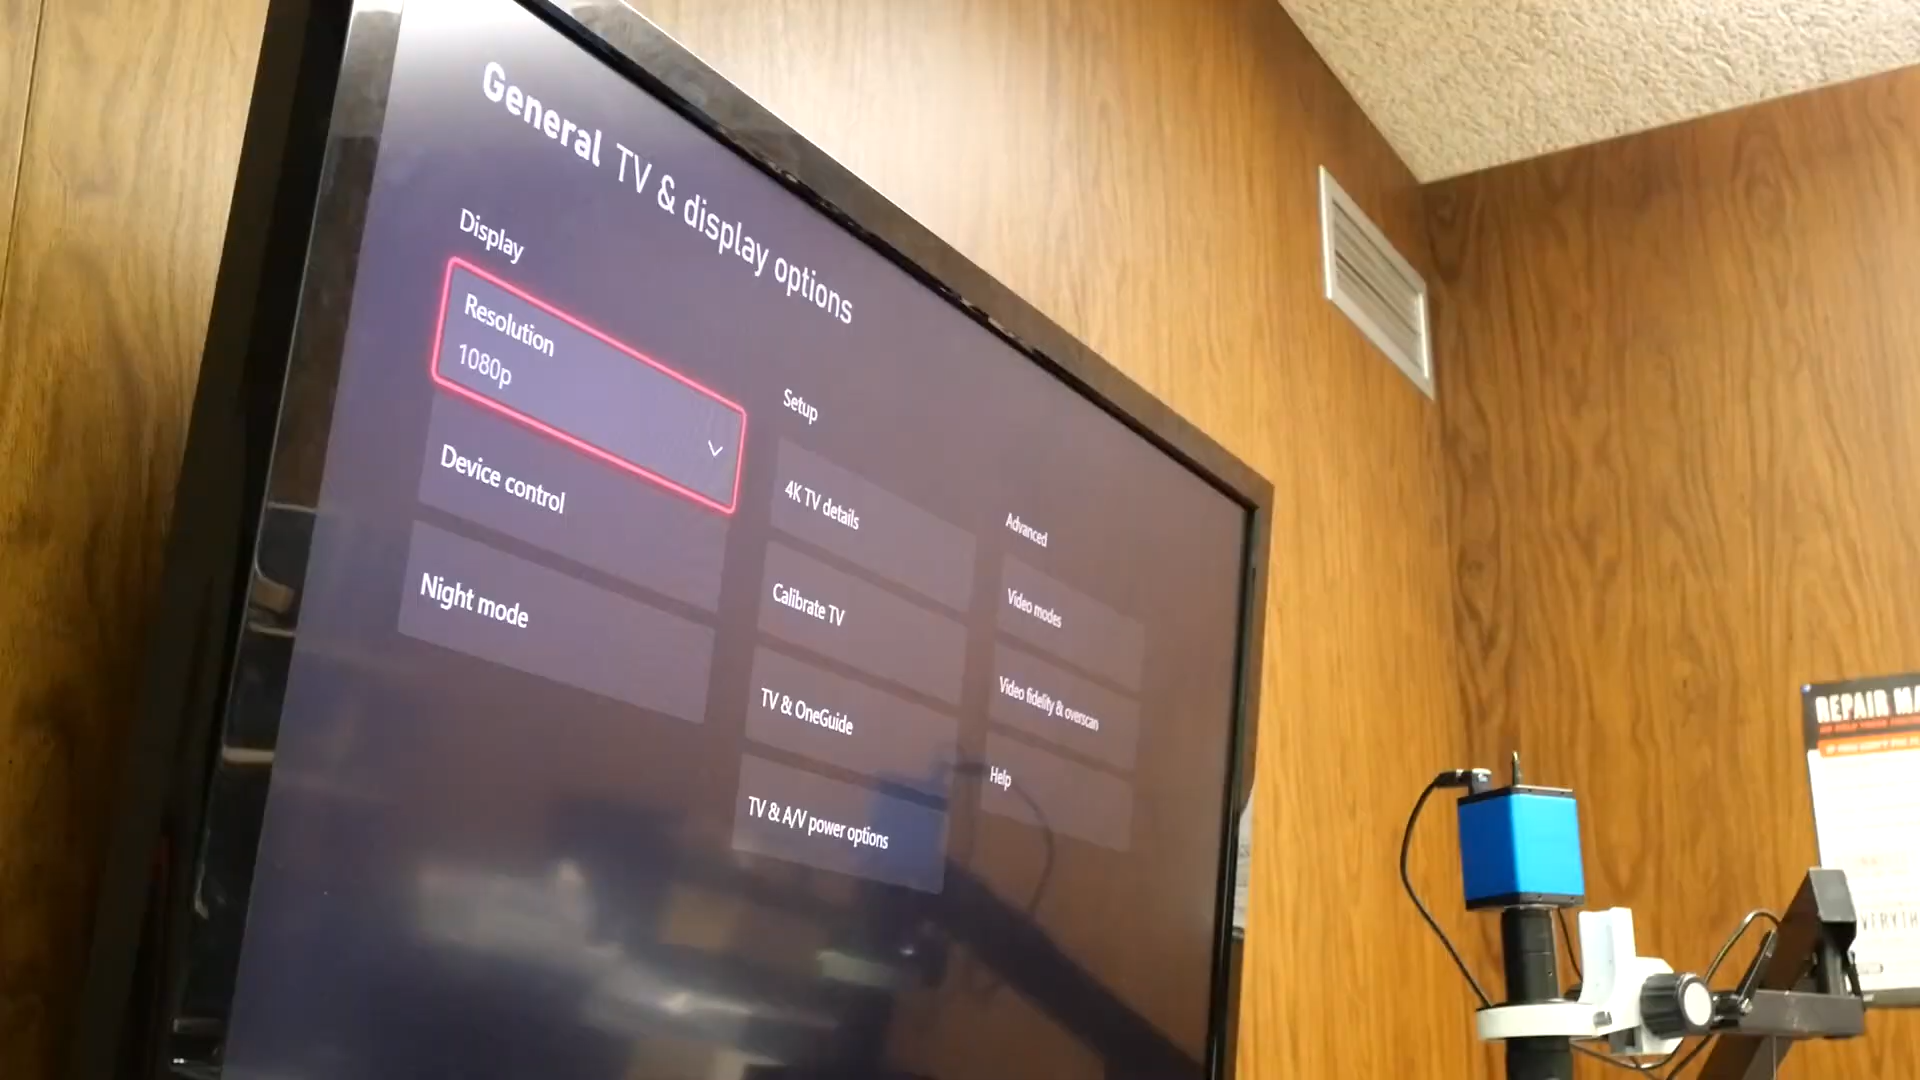 General TV & display options
Display
Resolution
1080p
Device control
Night mode
Setup
4K TV details
Calibrate TV
TV & OneGuide
TV & A/V power options
Advanced
Video modes
Video fidelity & overscan
Help
REPAIR MA